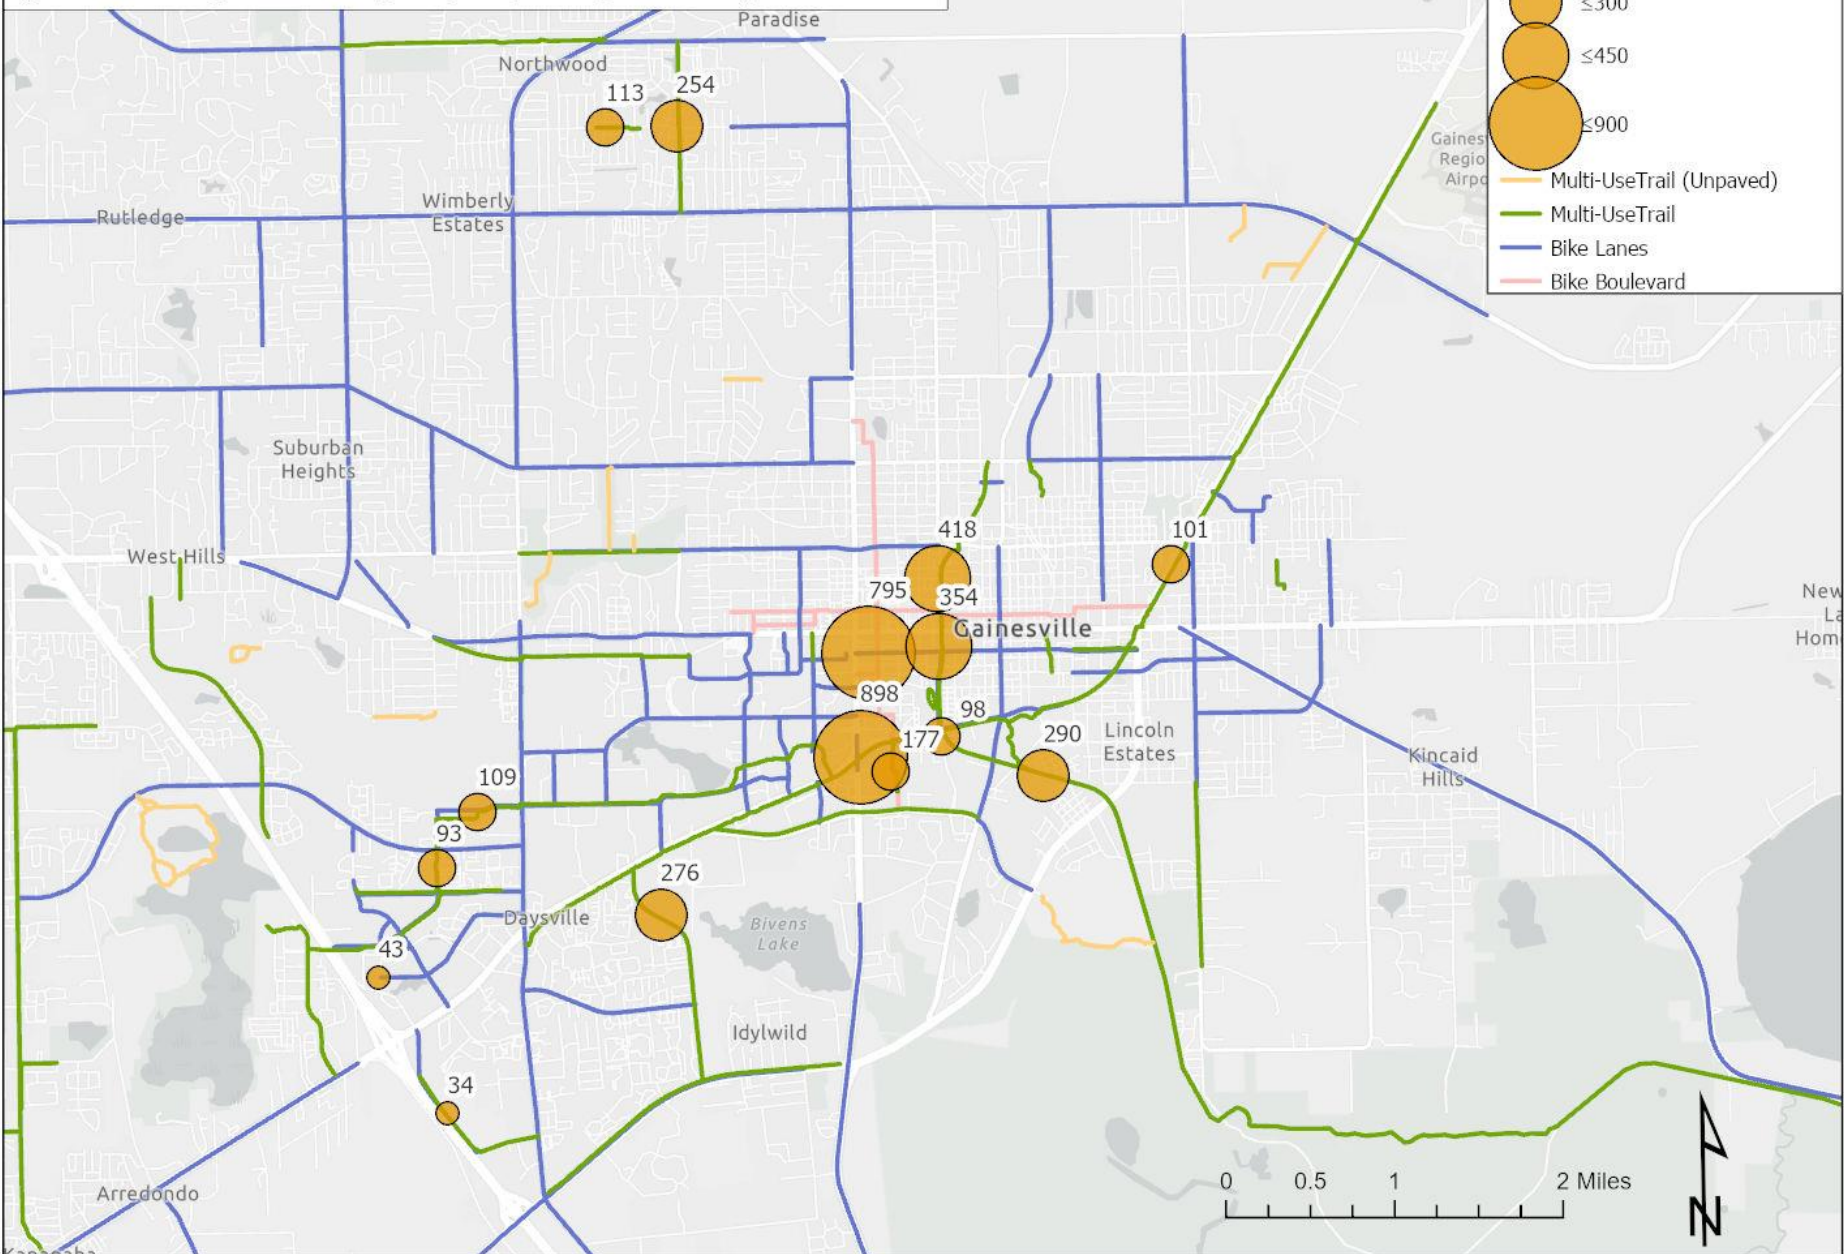 Paradise
≤300
Northwood
≤450
254
113
≤900
Multi-UseTrail (Unpaved)
Wimberly
Estates
Rutledge
Multi-UseTrail
Bike Lanes
Bike Boulevard
Suburban
Heights
West Hills
418
101
795
354
New
Gainesville
898
98
177
290
Lincoln
Estates
Kincaid
Hills
109
93
276
Daysville
Bivens
Lake
43
Idylwild
34
0 0.5 1 2 Miles
Arredondo
N